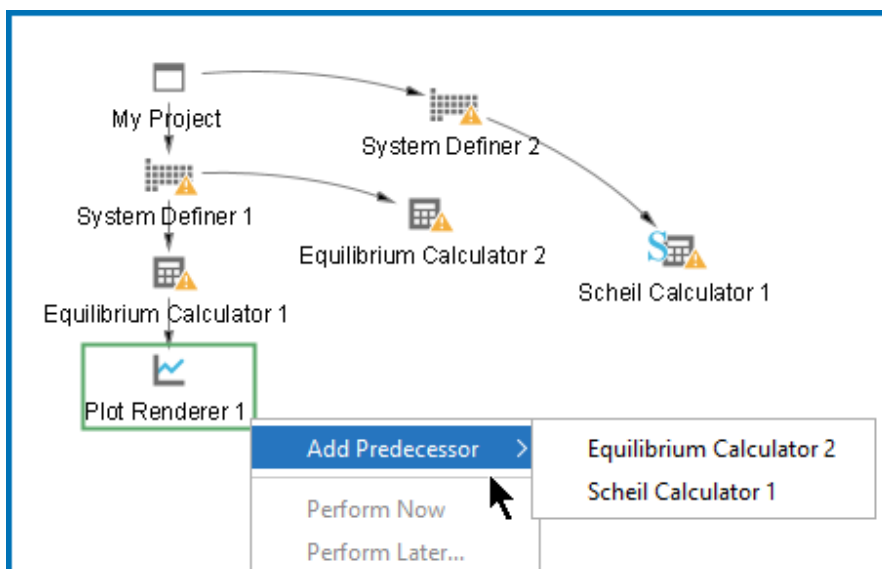 My Project
System Definer 2
System Definer 1
Equilibrium Calculator 2
Scheil Calculator 1
Equilibrium Calculator 1
Plot Renderer 1
Add Predecessor
Equilibrium Calculator 2
Scheil Calculator 1
Perform Now
Perform Later...